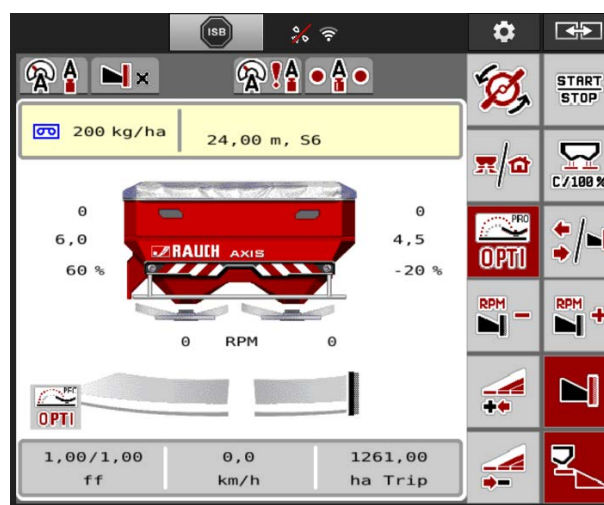 ISB
A
A
A
A
A
START
STOP
200 kg/ha
24,00 m, S6
C/100 %
0
0
PRO
OPTI
6,0
4,5
RAUCH AXIS
60 %
-20 %
RPM
RPM
0 RPM 0
OPTI
1,00/1,00
0,0
1261,00
ff
km/h
ha Trip